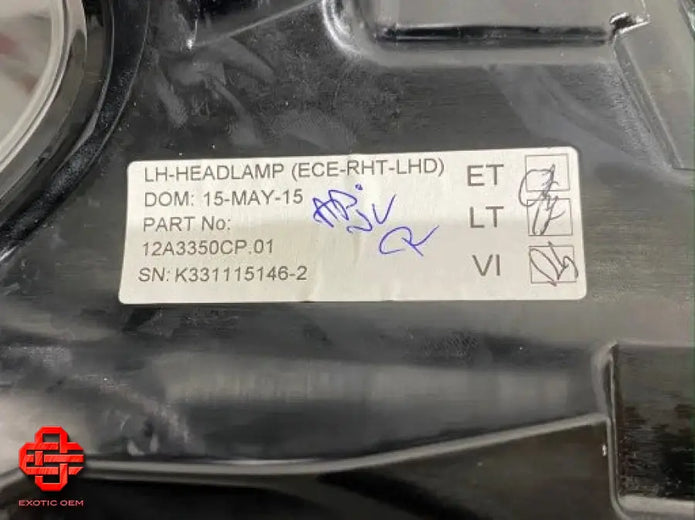 LH-HEADLAMP (ECE-RHT-LHD)
DOM: 15-MAY-15
PART No:
12A3350CP.01
SN: K331115146-2
ET
LT
VI
EXOTIC OEM